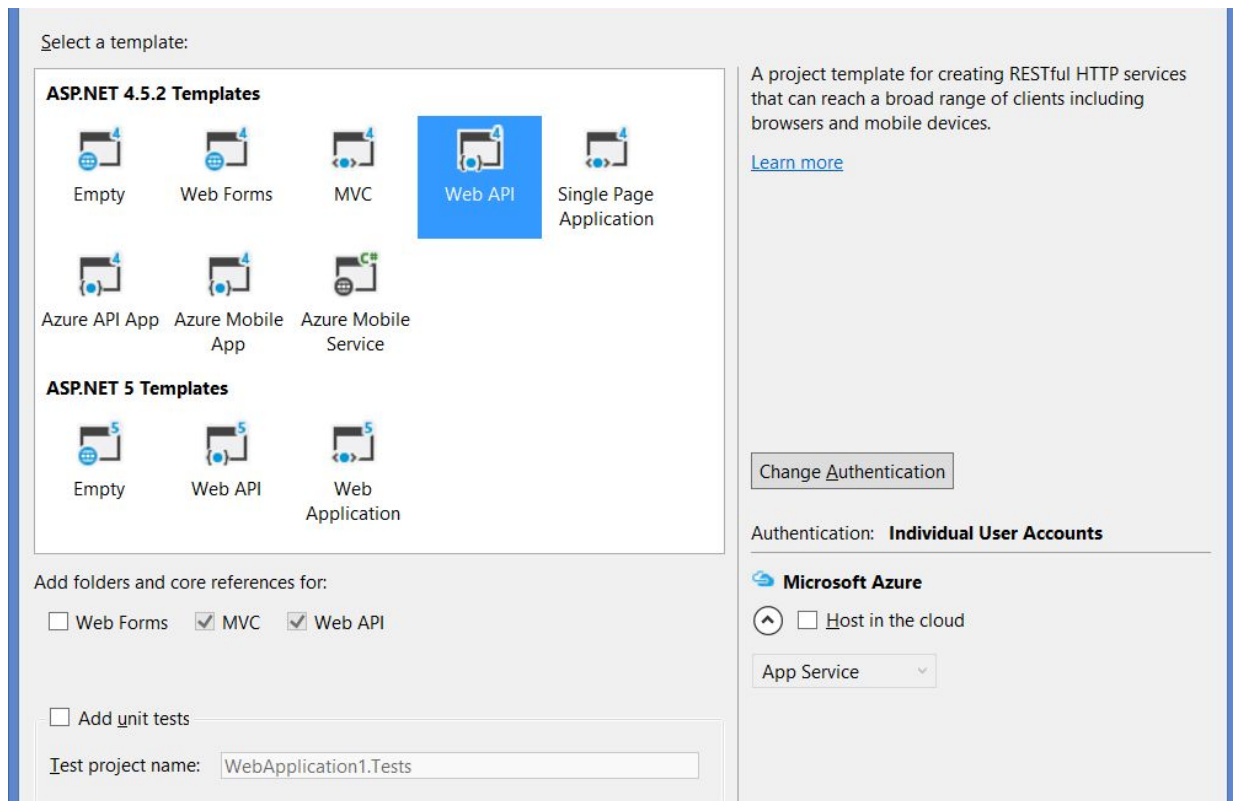 Select a template:
ASP.NET 4.5.2 Templates
4 4 4 4 4
Empty Web Forms MVC Web API Single Page
Application
4 4 C#
Azure API App Azure Mobile Azure Mobile
App Service
ASP.NET 5 Templates
5 5 5
Empty Web API Web
Application
Add folders and core references for:
Web Forms MVC Web API
Add unit tests
Test project name: WebApplication1.Tests
A project template for creating RESTful HTTP services
that can reach a broad range of clients including
browsers and mobile devices.
Learn more
Change Authentication
Authentication: Individual User Accounts
Microsoft Azure
Host in the cloud
App Service